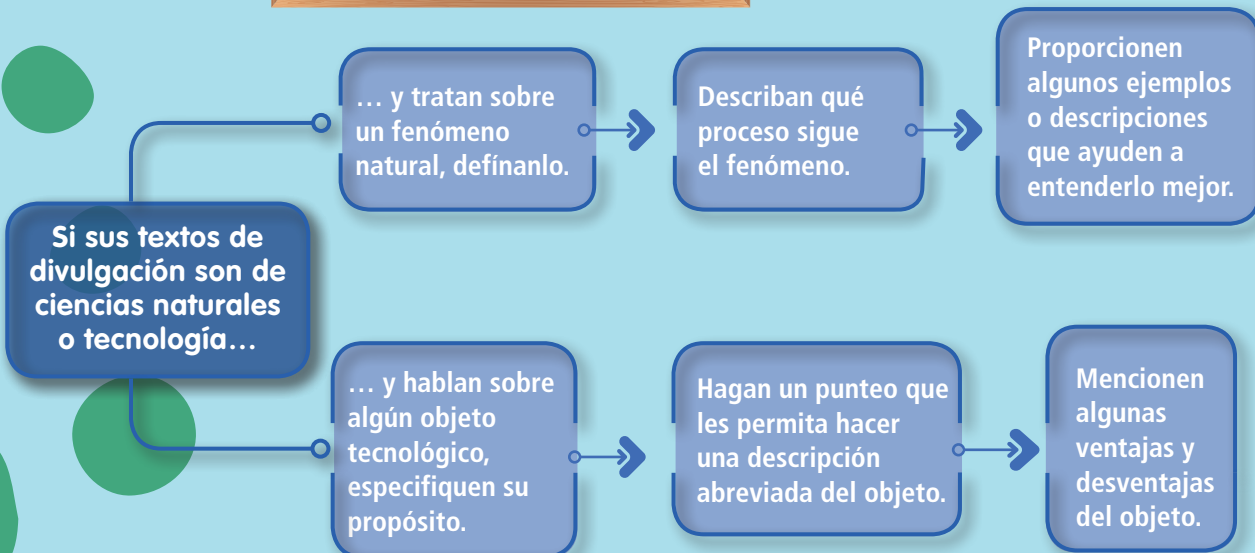 Si sus textos de
divulgación son de
ciencias naturales
o tecnología…
… y tratan sobre
un fenómeno
natural, defínanlo.
Describan qué
proceso sigue
el fenómeno.
Proporcionen
algunos ejemplos
o descripciones
que ayuden a
entenderlo mejor.
… y hablan sobre
algún objeto
tecnológico,
especifiquen su
propósito.
Hagan un punteo que
les permita hacer
una descripción
abreviada del objeto.
Mencionen
algunas
ventajas y
desventajas
del objeto.